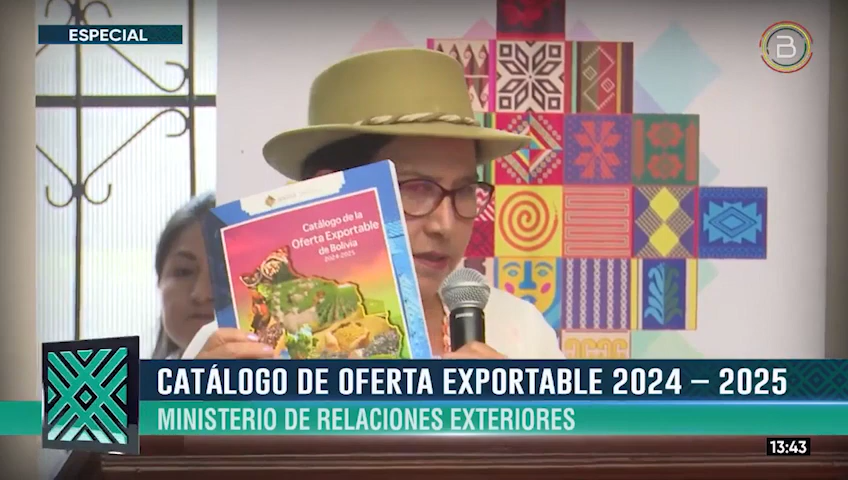 ESPECIAL
B
Catálogo de la
Oferta Exportable
de Bolivia
2024-2025
CATÁLOGO DE OFERTA EXPORTABLE 2024 – 2025
MINISTERIO DE RELACIONES EXTERIORES
13:43